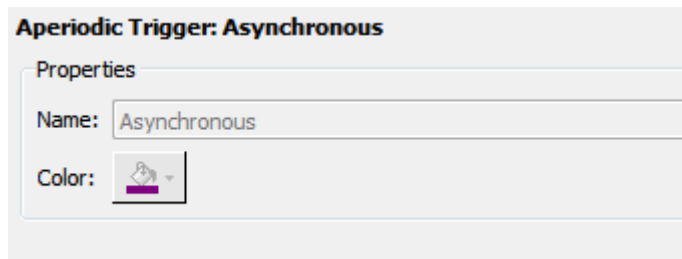 Aperiodic Trigger: Asynchronous
Properties
Name: Asynchronous
Color: